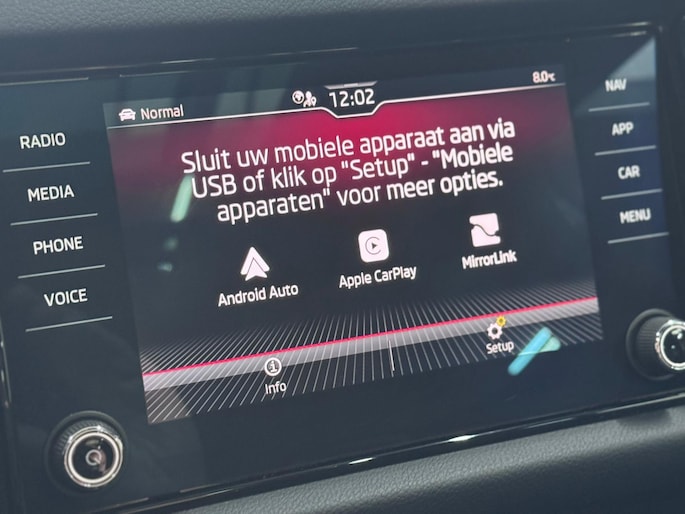 Normal
12:02
8.0°C
RADIO
MEDIA
PHONE
VOICE
Sluit uw mobiele apparaat aan via
USB of klik op "Setup" - "Mobiele
apparaten" voor meer opties.
Android Auto
Apple CarPlay
MirrorLink
Info
Setup
NAV
APP
CAR
MENU